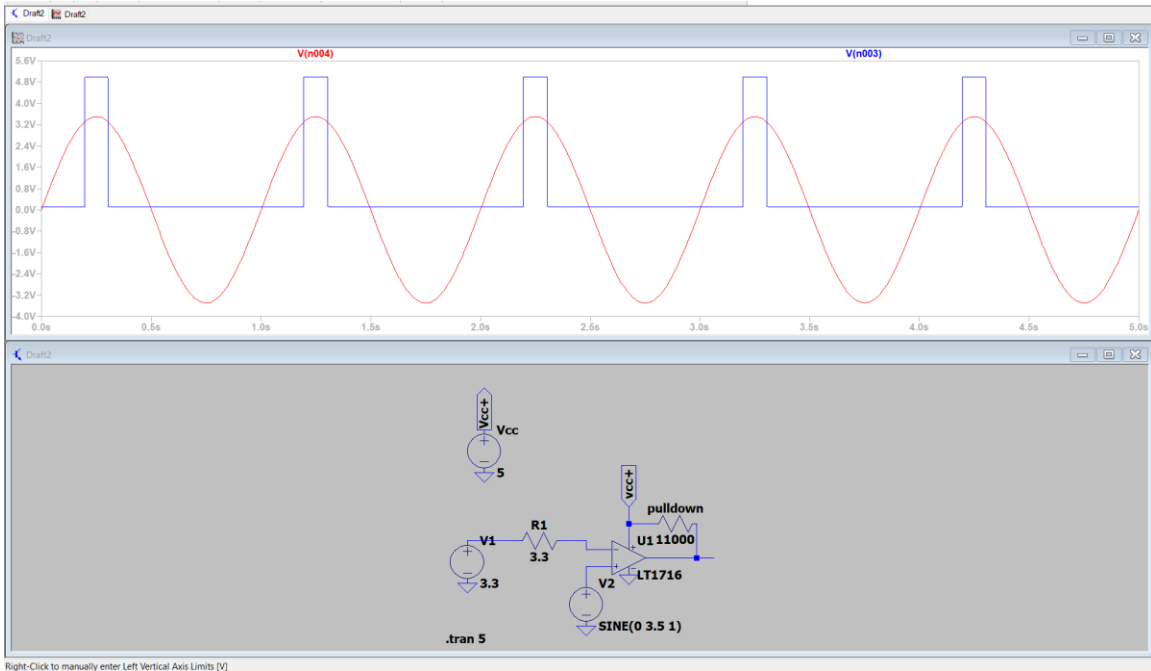 Draft2 Draft2
Draft2
V(n004) V(n003)
5.6V
4.8V
4.0V
3.2V
2.4V
1.6V
0.8V
0.0V
-0.8V
-1.6V
-2.4V
-3.2V
-4.0V
0.0s 0.5s 1.0s 1.5s 2.0s 2.5s 3.0s 3.5s 4.0s 4.5s 5.0s
Draft2
Vcc+
Vcc
5
vcc+
pulldown
11000
R1
3.3
V1
3.3
U1
LT1716
V2
SINE(0 3.5 1)
.tran 5
Right-Click to manually enter Left Vertical Axis Limits [V]